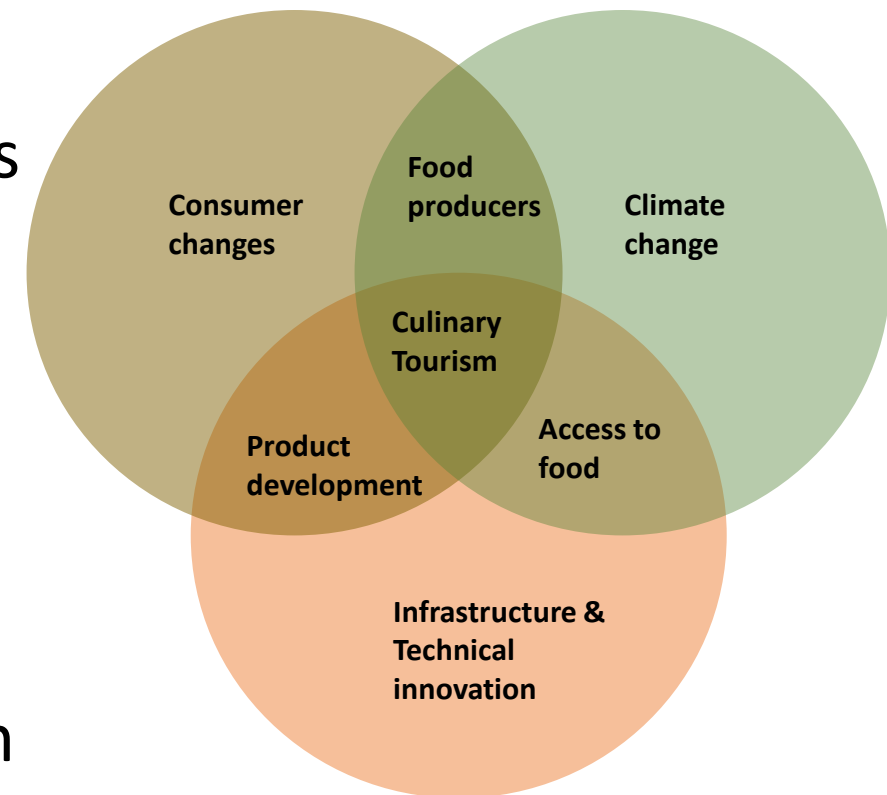 s
Food
producers
Consumer
changes
Climate
change
Culinary
Tourism
Access to
food
Product
development
Infrastructure &
Technical
innovation
n